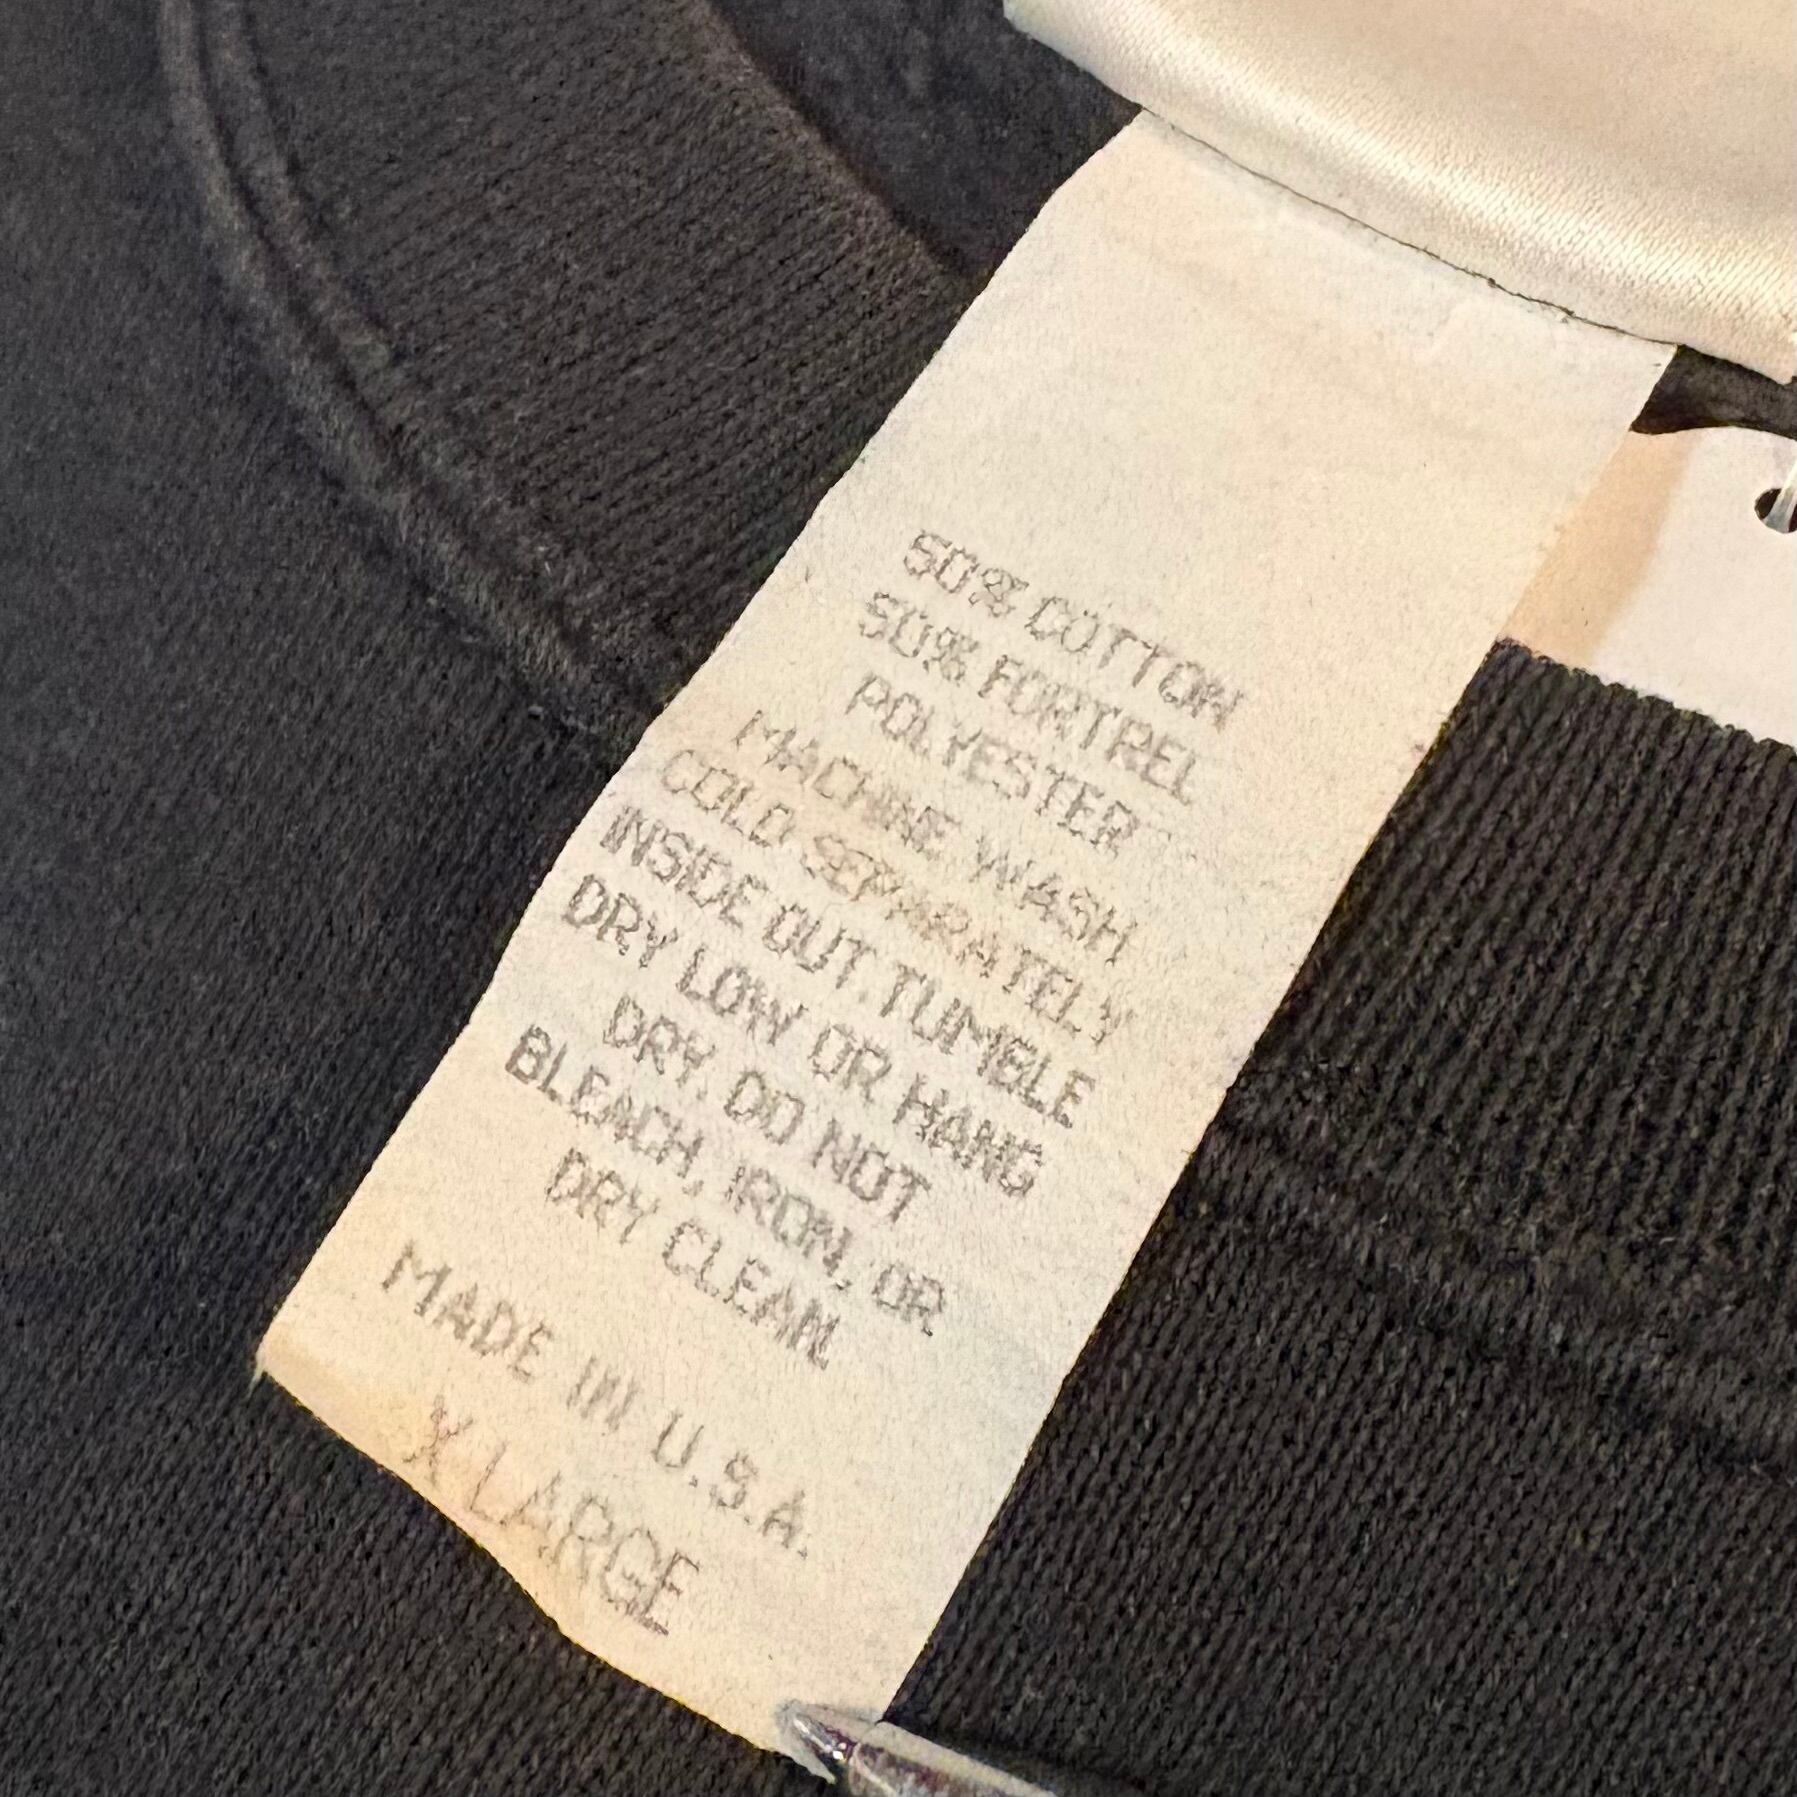 50% COTTON
50% FORTREL
POLYESTER
MACHINE WASH
COLD SEPARATELY
INSIDE OUT. TUMBLE
DRY LOW OR HANG
DRY. DO NOT
BLEACH, IRON, OR
DRY CLEAN.
MADE IN U.S.A.
X LARGE